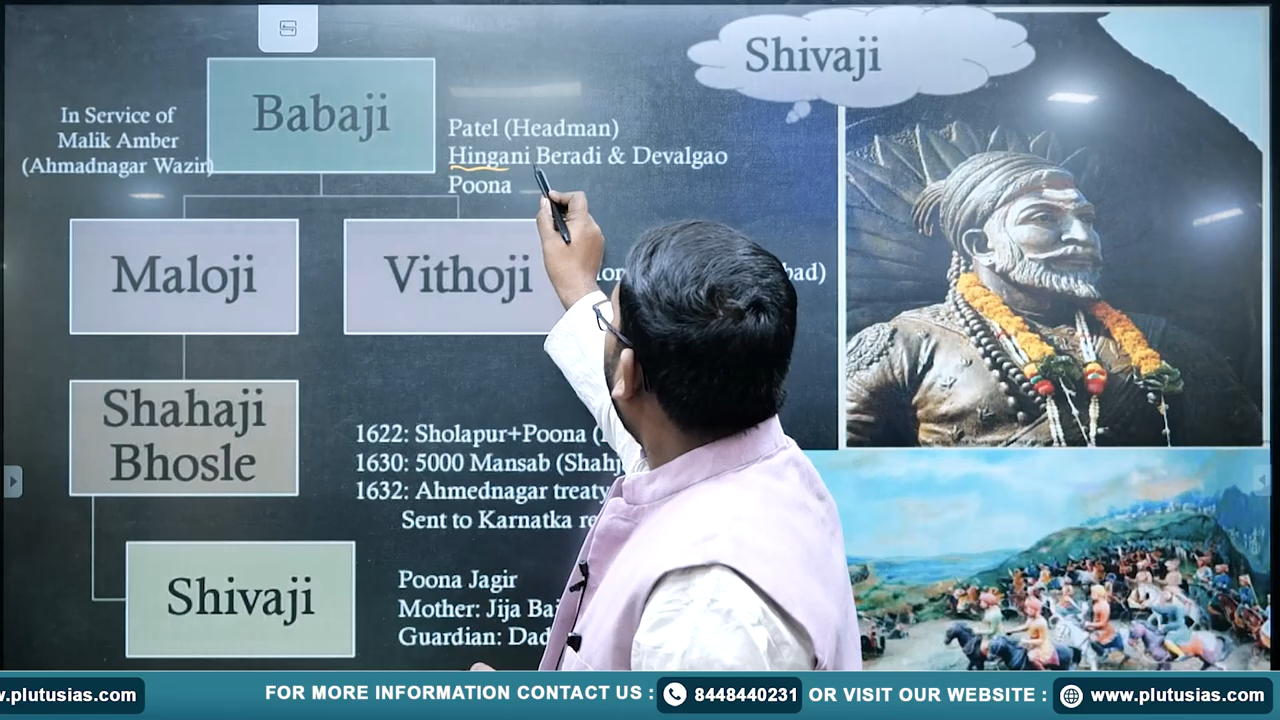 Shivaji
In Service of
Malik Amber
(Ahmadnagar Wazir)
Babaji
Patel (Headman)
Hingani Beradi & Devalgao
Poona
Maloji
Vithoji
Shahaji
Bhosle
1622: Sholapur+Poona
1630: 5000 Mansab
1632: Ahmednagar treaty
Sent to Karnatka
Shivaji
Poona Jagir
Mother: Jija Bai
Guardian:
.plutusias.com
FOR MORE INFORMATION CONTACT US : 8448440231 OR VISIT OUR WEBSITE : www.plutusias.com